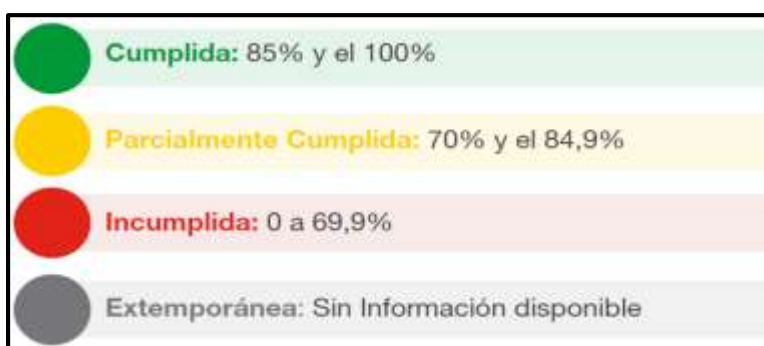 Cumplida: 85% y el 100%
Parcialmente Cumplida: 70% y el 84,9%
Incumplida: 0 a 69,9%
Extemporánea: Sin Información disponible